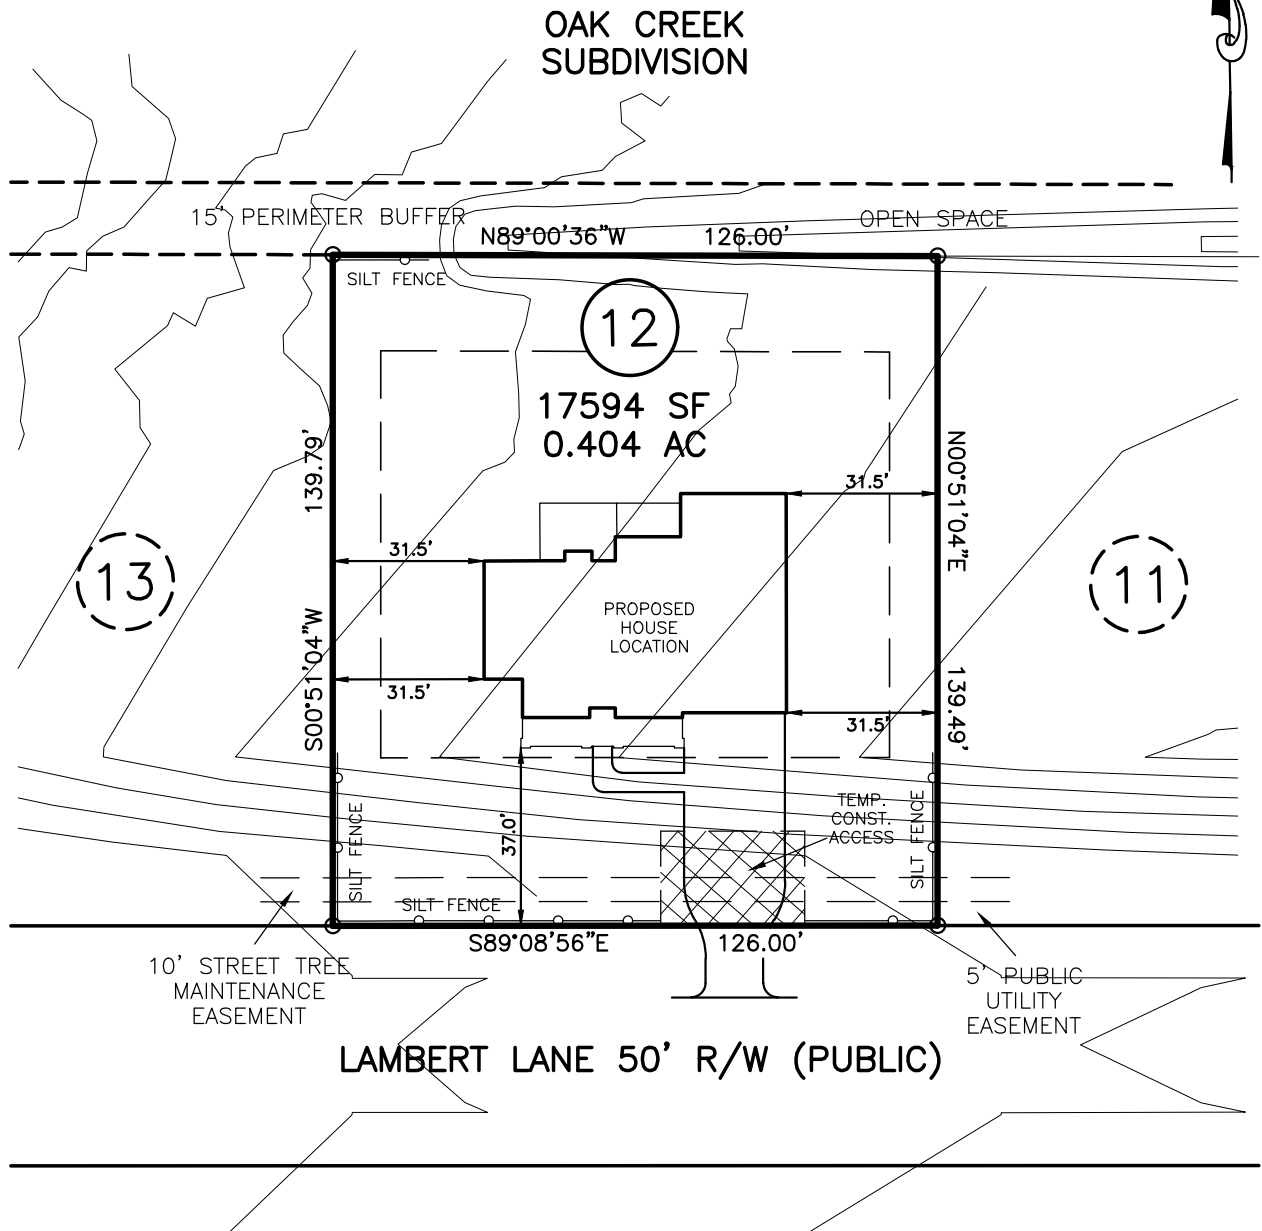 OAK CREEK
SUBDIVISION
15' PERIMETER BUFFER
OPEN SPACE
N89°00'36"W
126.00'
SILT FENCE
12
17594 SF
0.404 AC
139.79'
S00°51'04"W
N00°51'04"E
139.49'
31.5'
31.5'
31.5'
31.5'
13
11
PROPOSED
HOUSE
LOCATION
37.0'
TEMP.
CONST.
ACCESS
SILT FENCE
SILT FENCE
SILT FENCE
S89°08'56"E
126.00'
10' STREET TREE
MAINTENANCE
EASEMENT
5' PUBLIC
UTILITY
EASEMENT
LAMBERT LANE 50' R/W (PUBLIC)